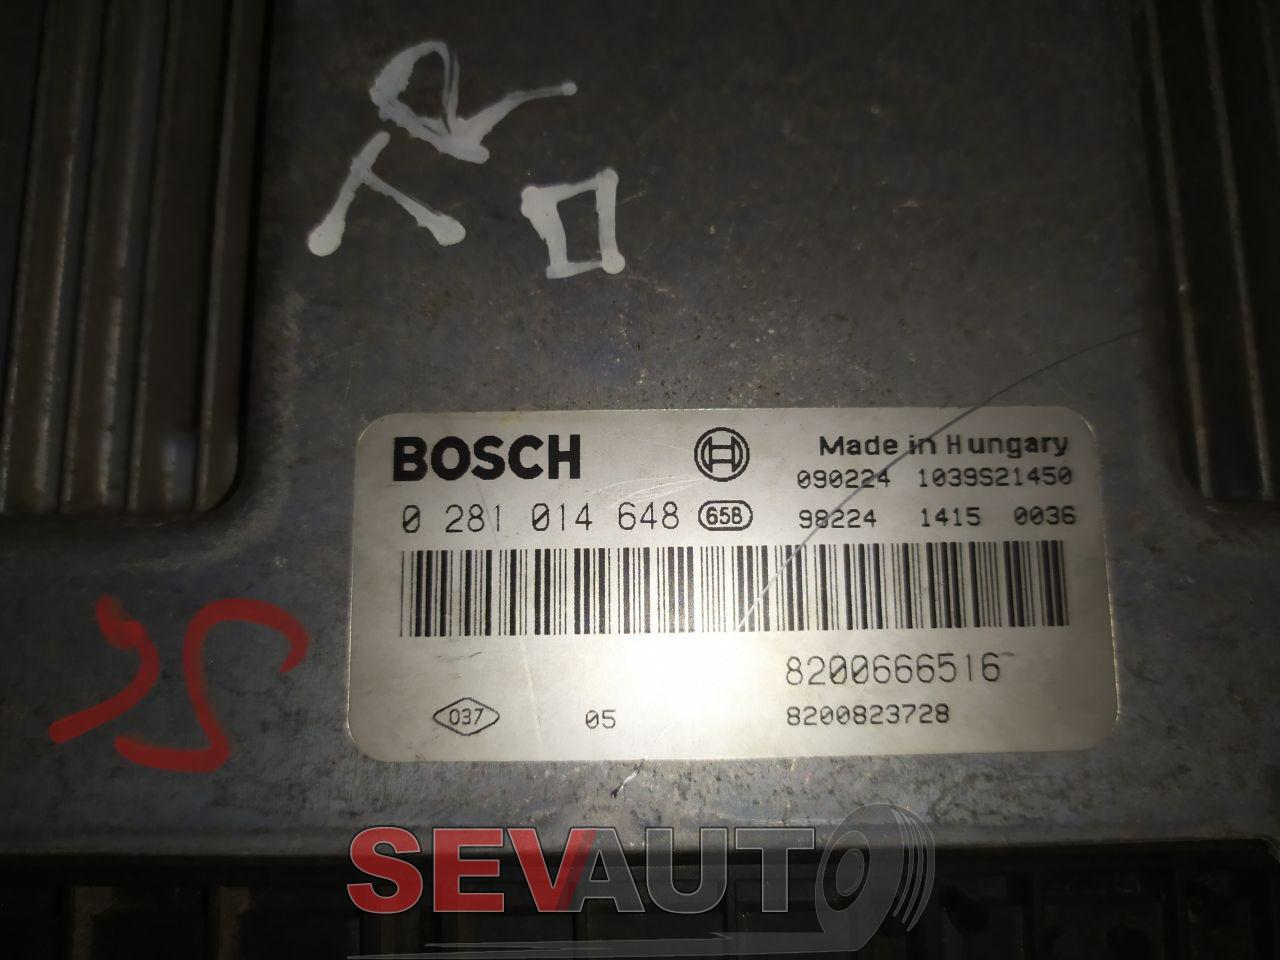 TR
BOSCH
Made in Hungary
090224 1039S21450
0 281 014 648 658
98224 1415 0036
8200666516
037 05 8200823728
SEVAUTO